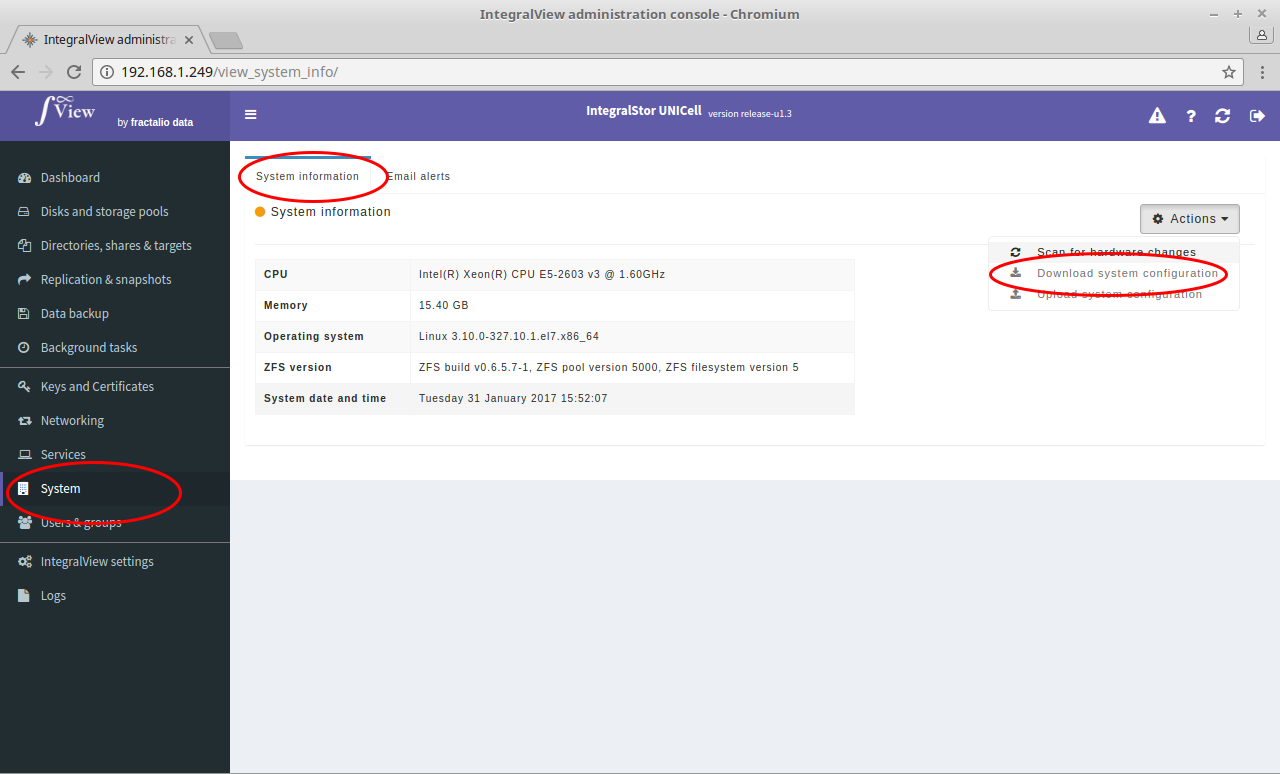 IntegralView administration console - Chromium
IntegralView administra
192.168.1.249/view_system_info/
View by fractalio data
IntegralStor UNICell version release-u1.3
Dashboard
Disks and storage pools
Directories, shares & targets
Replication & snapshots
Data backup
Background tasks
Keys and Certificates
Networking
Services
System
Users & groups
IntegralView settings
Logs
System information Email alerts
System information
Actions
Scan for hardware changes
Download system configuration
Upload system configuration
CPU Intel(R) Xeon(R) CPU E5-2603 v3 @ 1.60GHz
Memory 15.40 GB
Operating system Linux 3.10.0-327.10.1.el7.x86_64
ZFS version ZFS build v0.6.5.7-1, ZFS pool version 5000, ZFS filesystem version 5
System date and time Tuesday 31 January 2017 15:52:07